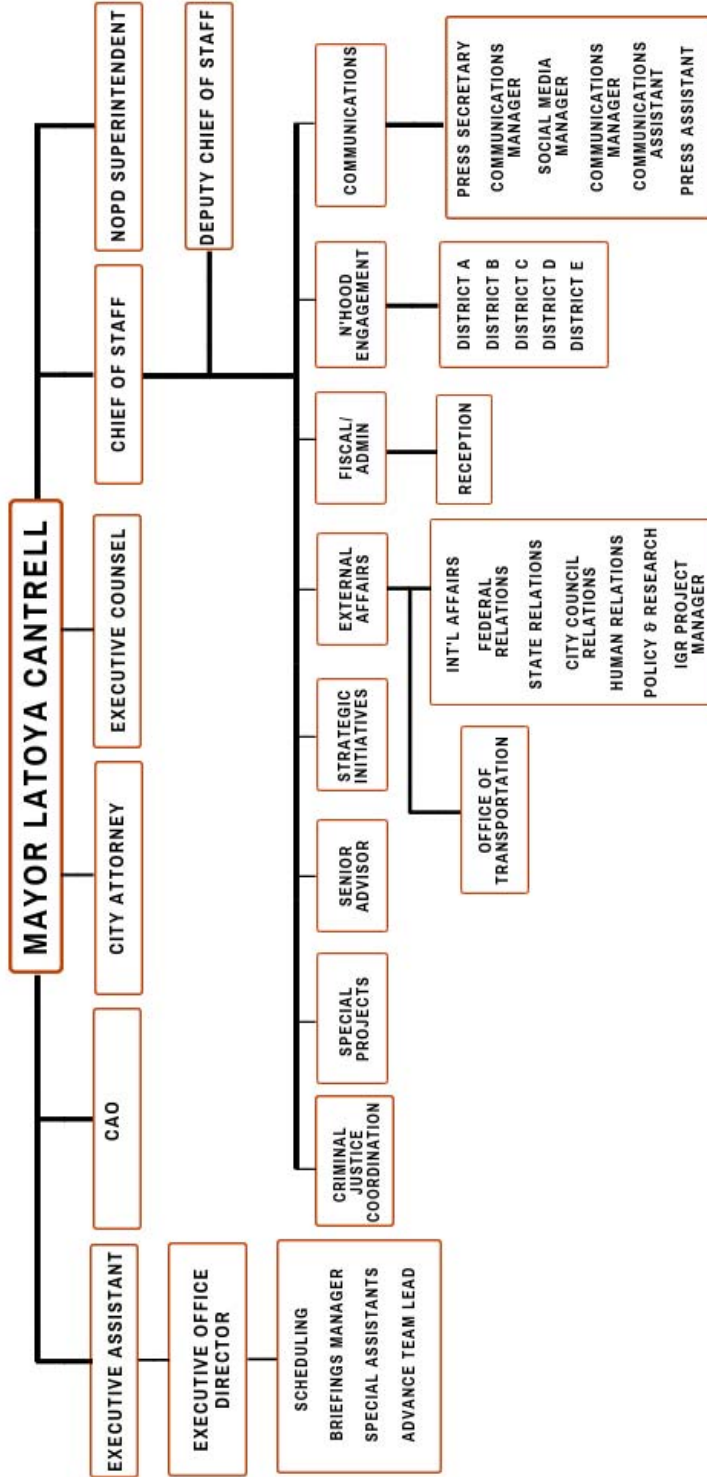 MAYOR LATOYA CANTRELL
EXECUTIVE ASSISTANT
CAO
CITY ATTORNEY
EXECUTIVE COUNSEL
CHIEF OF STAFF
NOPD SUPERINTENDENT
EXECUTIVE OFFICE
DIRECTOR
DEPUTY CHIEF OF STAFF
SCHEDULING
BRIEFINGS MANAGER
SPECIAL ASSISTANTS
ADVANCE TEAM LEAD
CRIMINAL
JUSTICE
COORDINATION
SPECIAL
PROJECTS
SENIOR
ADVISOR
STRATEGIC
INITIATIVES
EXTERNAL
AFFAIRS
FISCAL/
ADMIN
N'HOOD
ENGAGEMENT
COMMUNICATIONS
OFFICE OF
TRANSPORTATION
INT'L AFFAIRS
FEDERAL
RELATIONS
STATE RELATIONS
CITY COUNCIL
RELATIONS
HUMAN RELATIONS
POLICY & RESEARCH
IGR PROJECT
MANAGER
RECEPTION
DISTRICT A
DISTRICT B
DISTRICT C
DISTRICT D
DISTRICT E
PRESS SECRETARY
COMMUNICATIONS
MANAGER
SOCIAL MEDIA
MANAGER
COMMUNICATIONS
MANAGER
COMMUNICATIONS
ASSISTANT
PRESS ASSISTANT